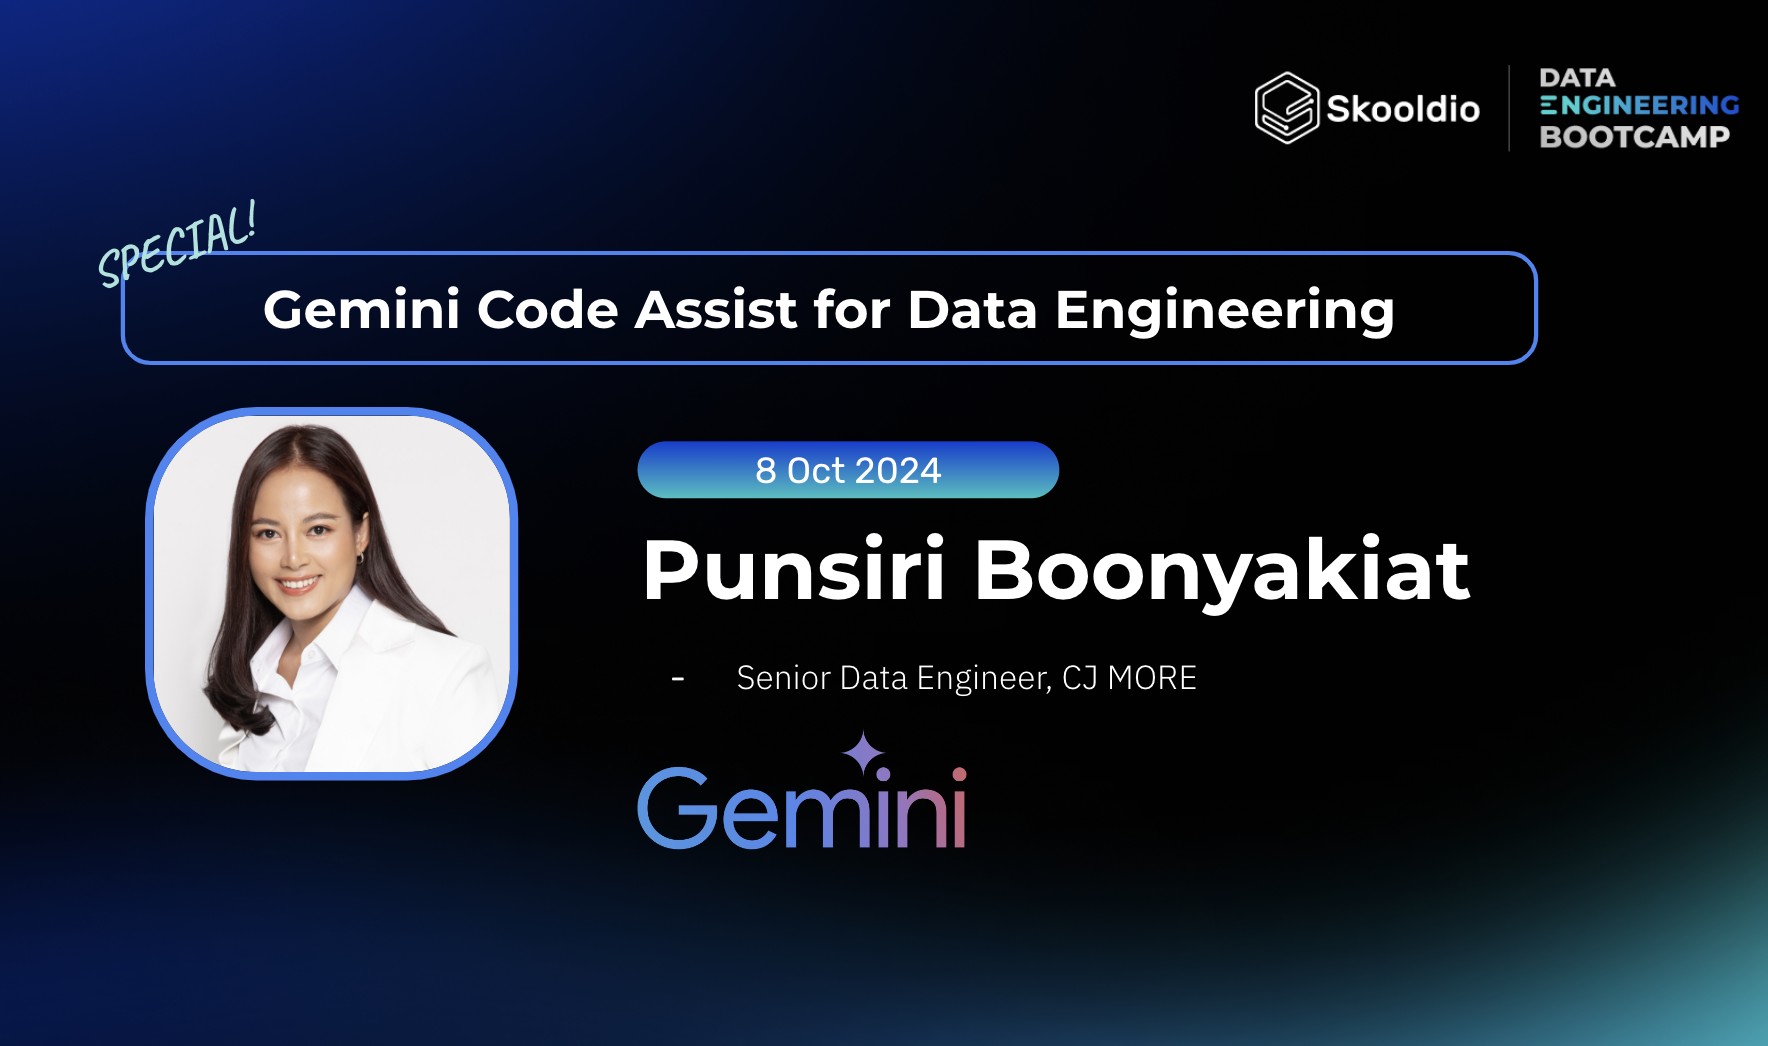 Skooldio
DATA
ENGINEERING
BOOTCAMP
SPECIAL!
Gemini Code Assist for Data Engineering
8 Oct 2024
Punsiri Boonyakiat
- Senior Data Engineer, CJ MORE
Gemini